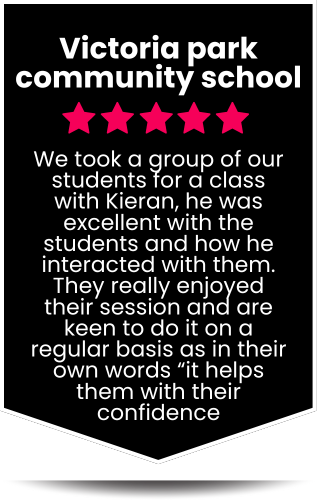 Victoria park
community school
We took a group of our
students for a class
with Kieran, he was
excellent with the
students and how he
interacted with them.
They really enjoyed
their session and are
keen to do it on a
regular basis as in their
own words “it helps
them with their
confidence